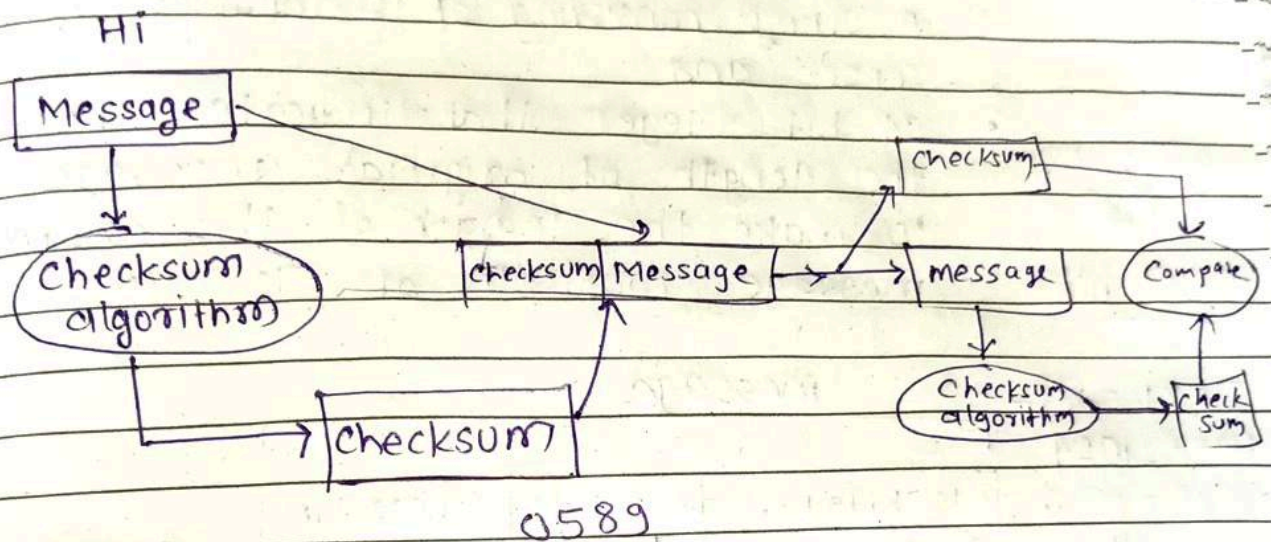 Hi
Message
Checksum
algorithm
checksum
0589
checksum Message
checksum
message
Checksum
algorithm
check
sum
Compare